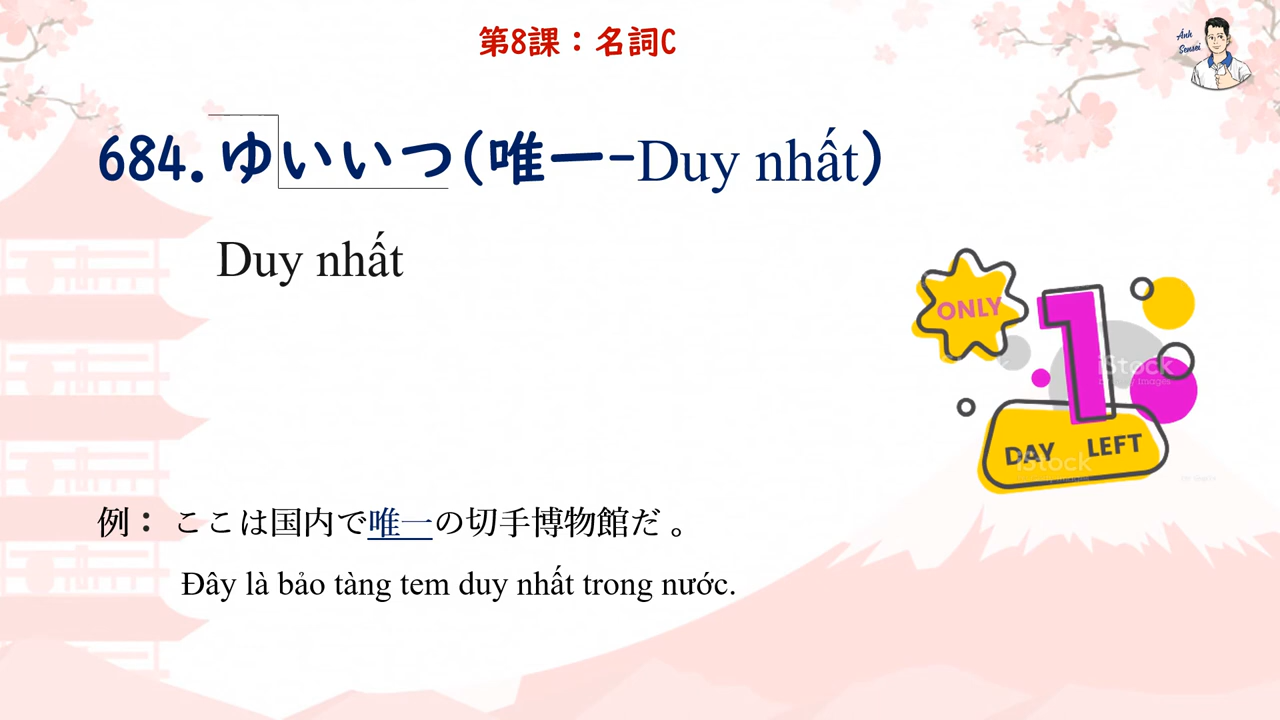 第8課：名詞C
Ánh
Sensei
684.ゆいいつ(唯一-Duy nhất)
Duy nhất
ONLY
1
iStock
DAY LEFT
iStock
例： ここは国内で唯一の切手博物館だ 。
Đây là bảo tàng tem duy nhất trong nước.